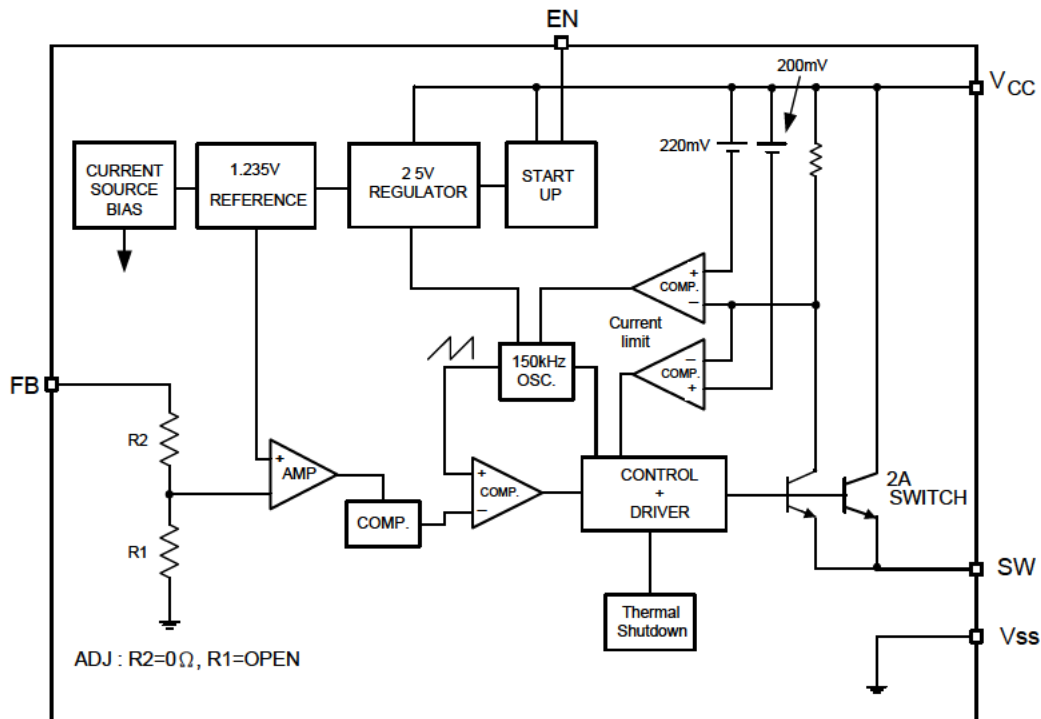 EN
200mV
VCC
220mV
CURRENT
SOURCE
BIAS
1.235V
REFERENCE
2 5V
REGULATOR
START
UP
+
COMP.
−
Current
limit
−
COMP.
+
150kHz
OSC.
FB
R2
+
AMP
COMP.
+
COMP.
−
CONTROL
+
DRIVER
2A
SWITCH
R1
SW
Thermal
Shutdown
Vss
ADJ : R2=0Ω, R1=OPEN